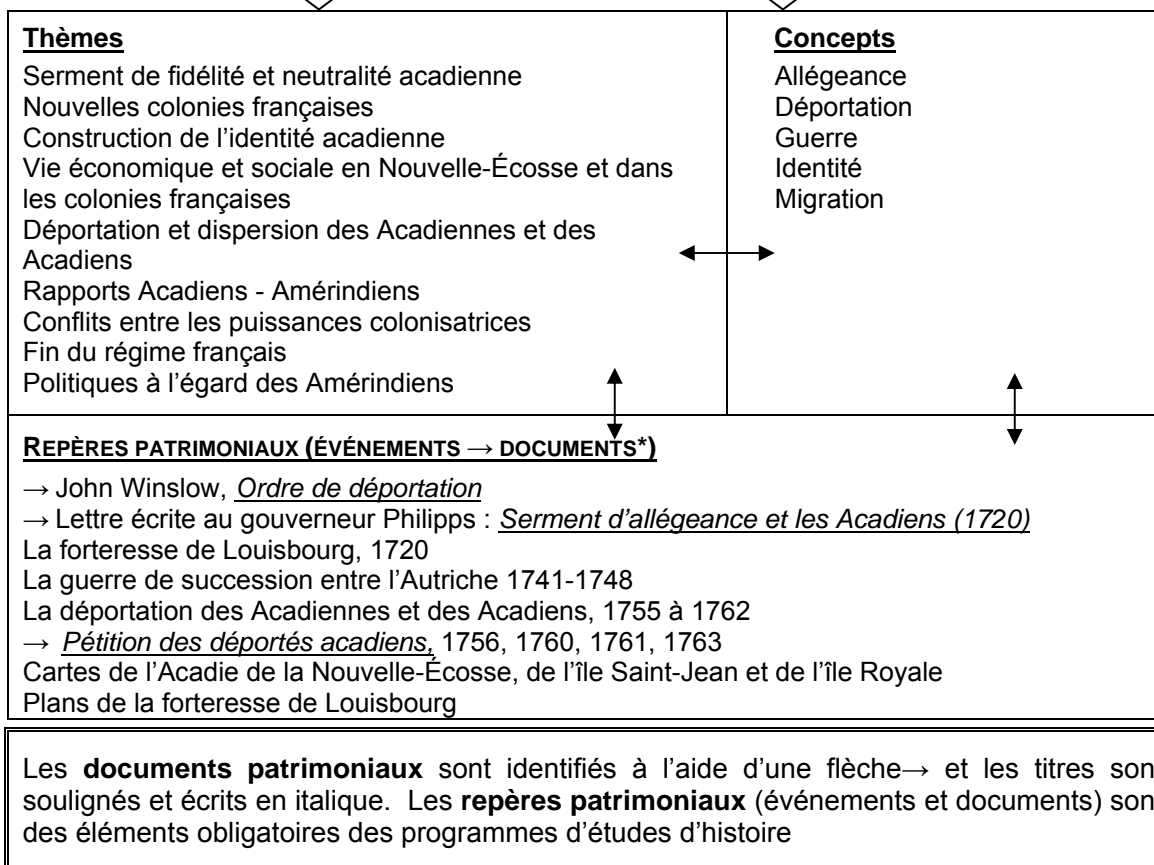 Thèmes
Serment de fidélité et neutralité acadienne
Nouvelles colonies françaises
Construction de l'identité acadienne
Vie économique et sociale en Nouvelle-Écosse et dans
les colonies françaises
Déportation et dispersion des Acadiennes et des
Acadiens
Rapports Acadiens - Amérindiens
Conflits entre les puissances colonisatrices
Fin du régime français
Politiques à l'égard des Amérindiens
Concepts
Allégeance
Déportation
Guerre
Identité
Migration
REPÈRES PATRIMONIAUX (ÉVÉNEMENTS → DOCUMENTS*)
→ John Winslow, Ordre de déportation
→ Lettre écrite au gouverneur Philipps : Serment d'allégeance et les Acadiens (1720)
La forteresse de Louisbourg, 1720
La guerre de succession entre l'Autriche 1741-1748
La déportation des Acadiennes et des Acadiens, 1755 à 1762
→ Pétition des déportés acadiens, 1756, 1760, 1761, 1763
Cartes de l'Acadie de la Nouvelle-Écosse, de l'île Saint-Jean et de l'île Royale
Plans de la forteresse de Louisbourg
Les documents patrimoniaux sont identifiés à l'aide d'une flèche→ et les titres son
soulignés et écrits en italique. Les repères patrimoniaux (événements et documents) son
des éléments obligatoires des programmes d'études d'histoire